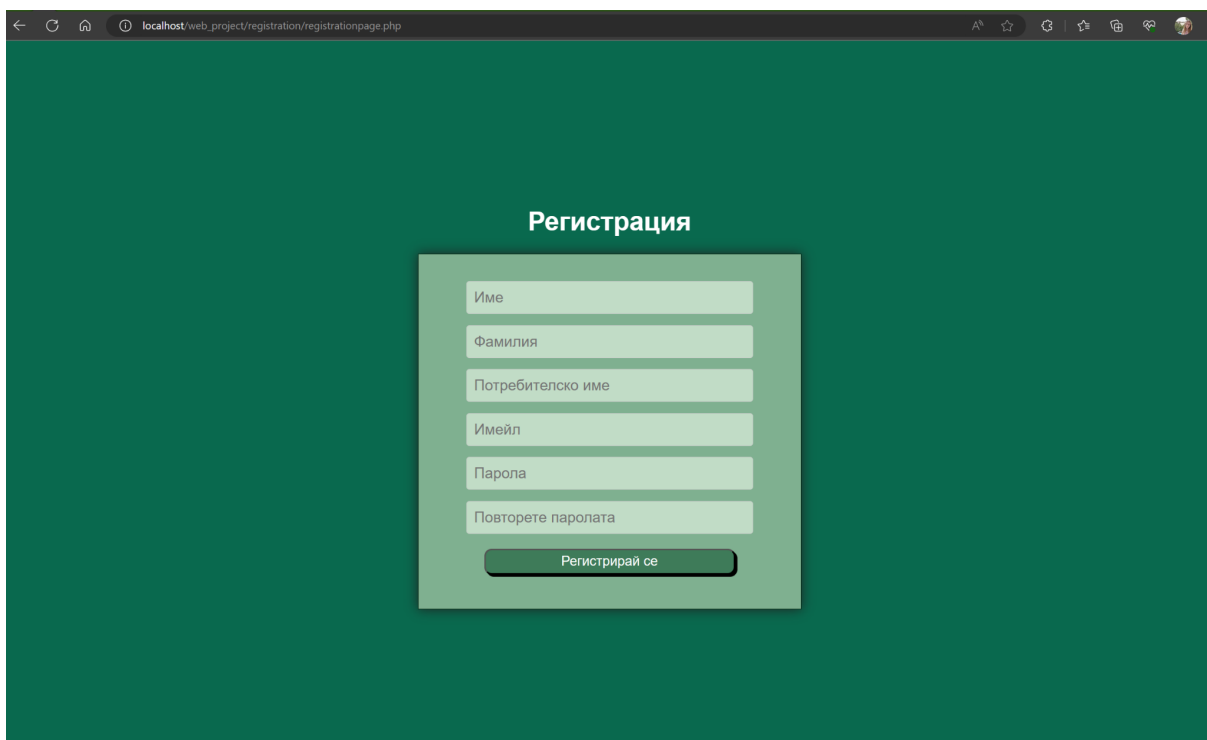 localhost/web_project/registration/registrationpage.php
Регистрация
Име
Фамилия
Потребителско име
Имейл
Парола
Повторете паролата
Регистрирай се